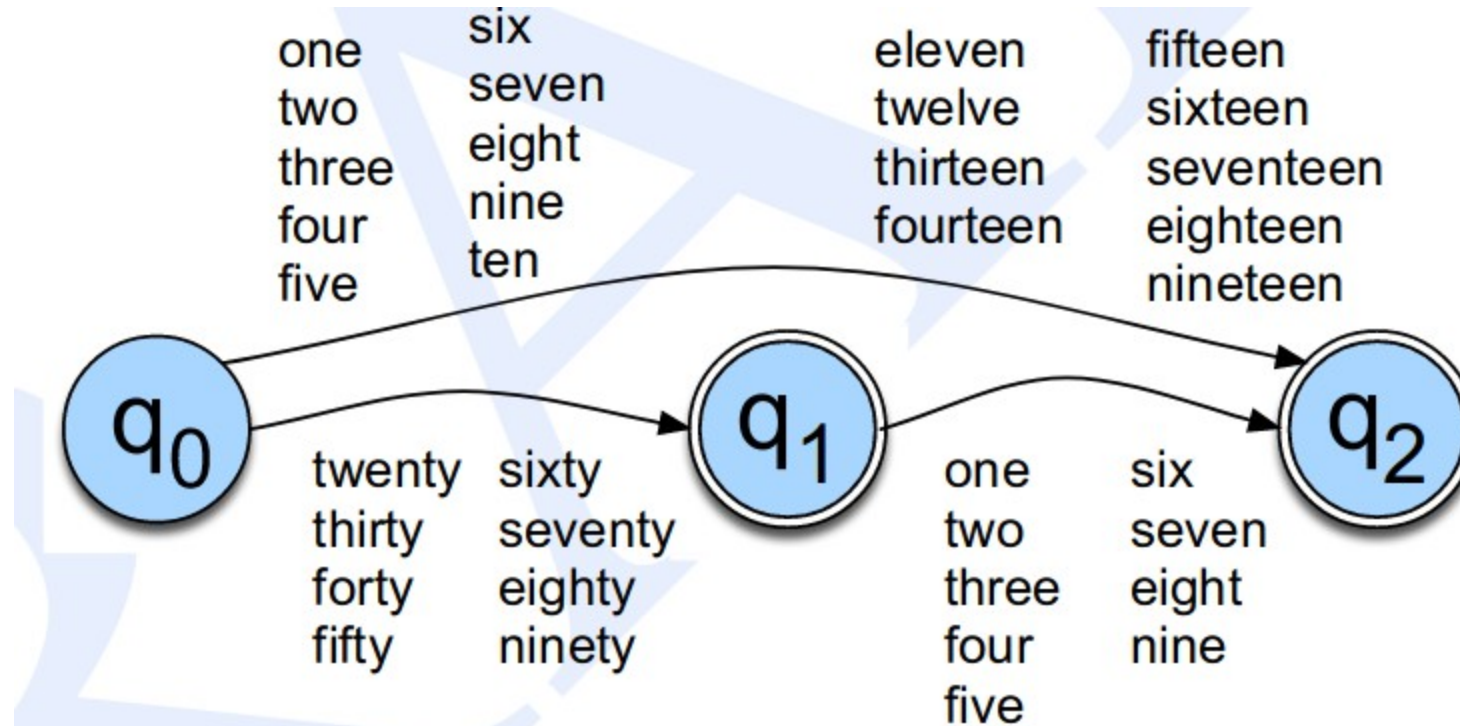 one
two
three
four
five
six
seven
eight
nine
ten
eleven
twelve
thirteen
fourteen
fifteen
sixteen
seventeen
eighteen
nineteen
q0
q1
q2
twenty
thirty
forty
fifty
sixty
seventy
eighty
ninety
one
two
three
four
five
six
seven
eight
nine